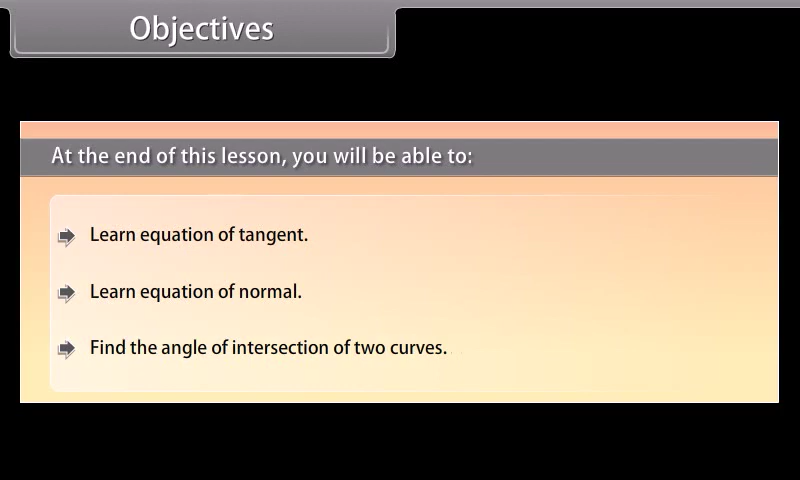 Objectives
At the end of this lesson, you will be able to:
Learn equation of tangent.
Learn equation of normal.
Find the angle of intersection of two curves.